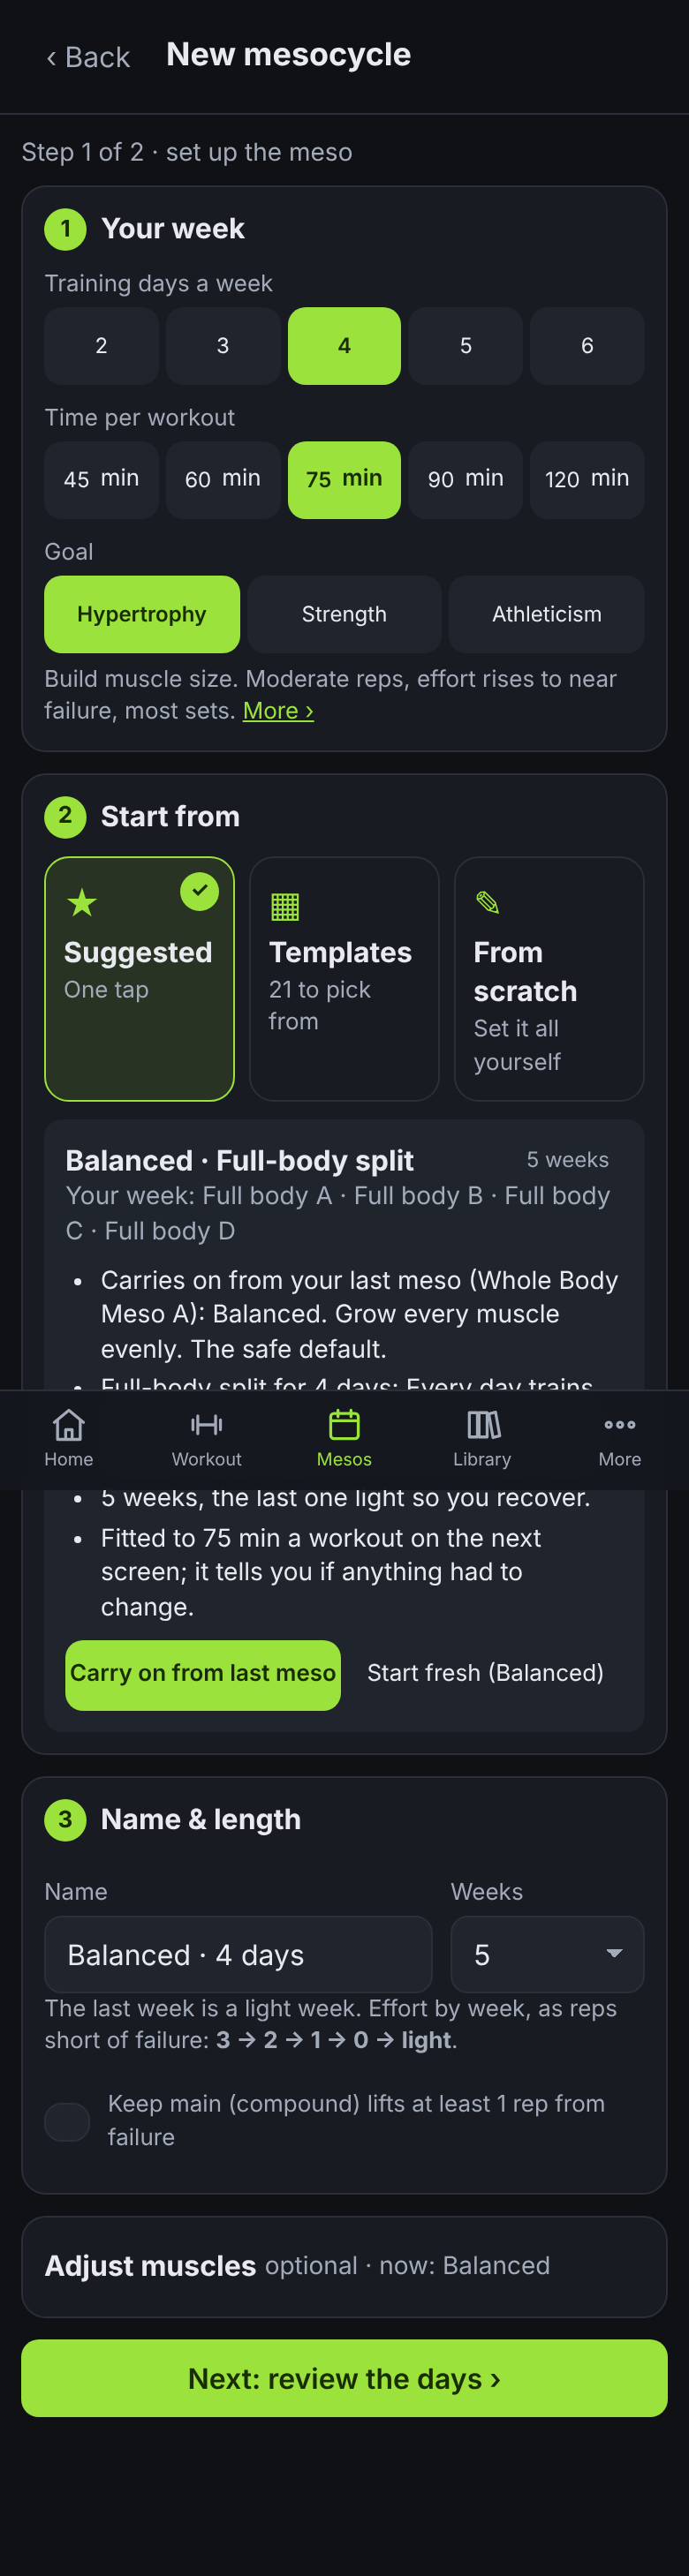 ‹ Back New mesocycle
Step 1 of 2 · set up the meso
1 Your week
Training days a week
2 3 4 5 6
Time per workout
45 min 60 min 75 min 90 min 120 min
Goal
Hypertrophy Strength Athleticism
Build muscle size. Moderate reps, effort rises to near
failure, most sets. More ›
2 Start from
Suggested
One tap
Templates
21 to pick
from
From
scratch
Set it all
yourself
Balanced · Full-body split 5 weeks
Your week: Full body A · Full body B · Full body
C · Full body D
• Carries on from your last meso (Whole Body
Meso A): Balanced. Grow every muscle
evenly. The safe default.
• Full-body split for 4 days: Every day trains
Home Workout Mesos Library More
• 5 weeks, the last one light so you recover.
• Fitted to 75 min a workout on the next
screen; it tells you if anything had to
change.
Carry on from last meso Start fresh (Balanced)
3 Name & length
Name Weeks
Balanced · 4 days 5
The last week is a light week. Effort by week, as reps
short of failure: 3 → 2 → 1 → 0 → light.
Keep main (compound) lifts at least 1 rep from
failure
Adjust muscles optional · now: Balanced
Next: review the days ›